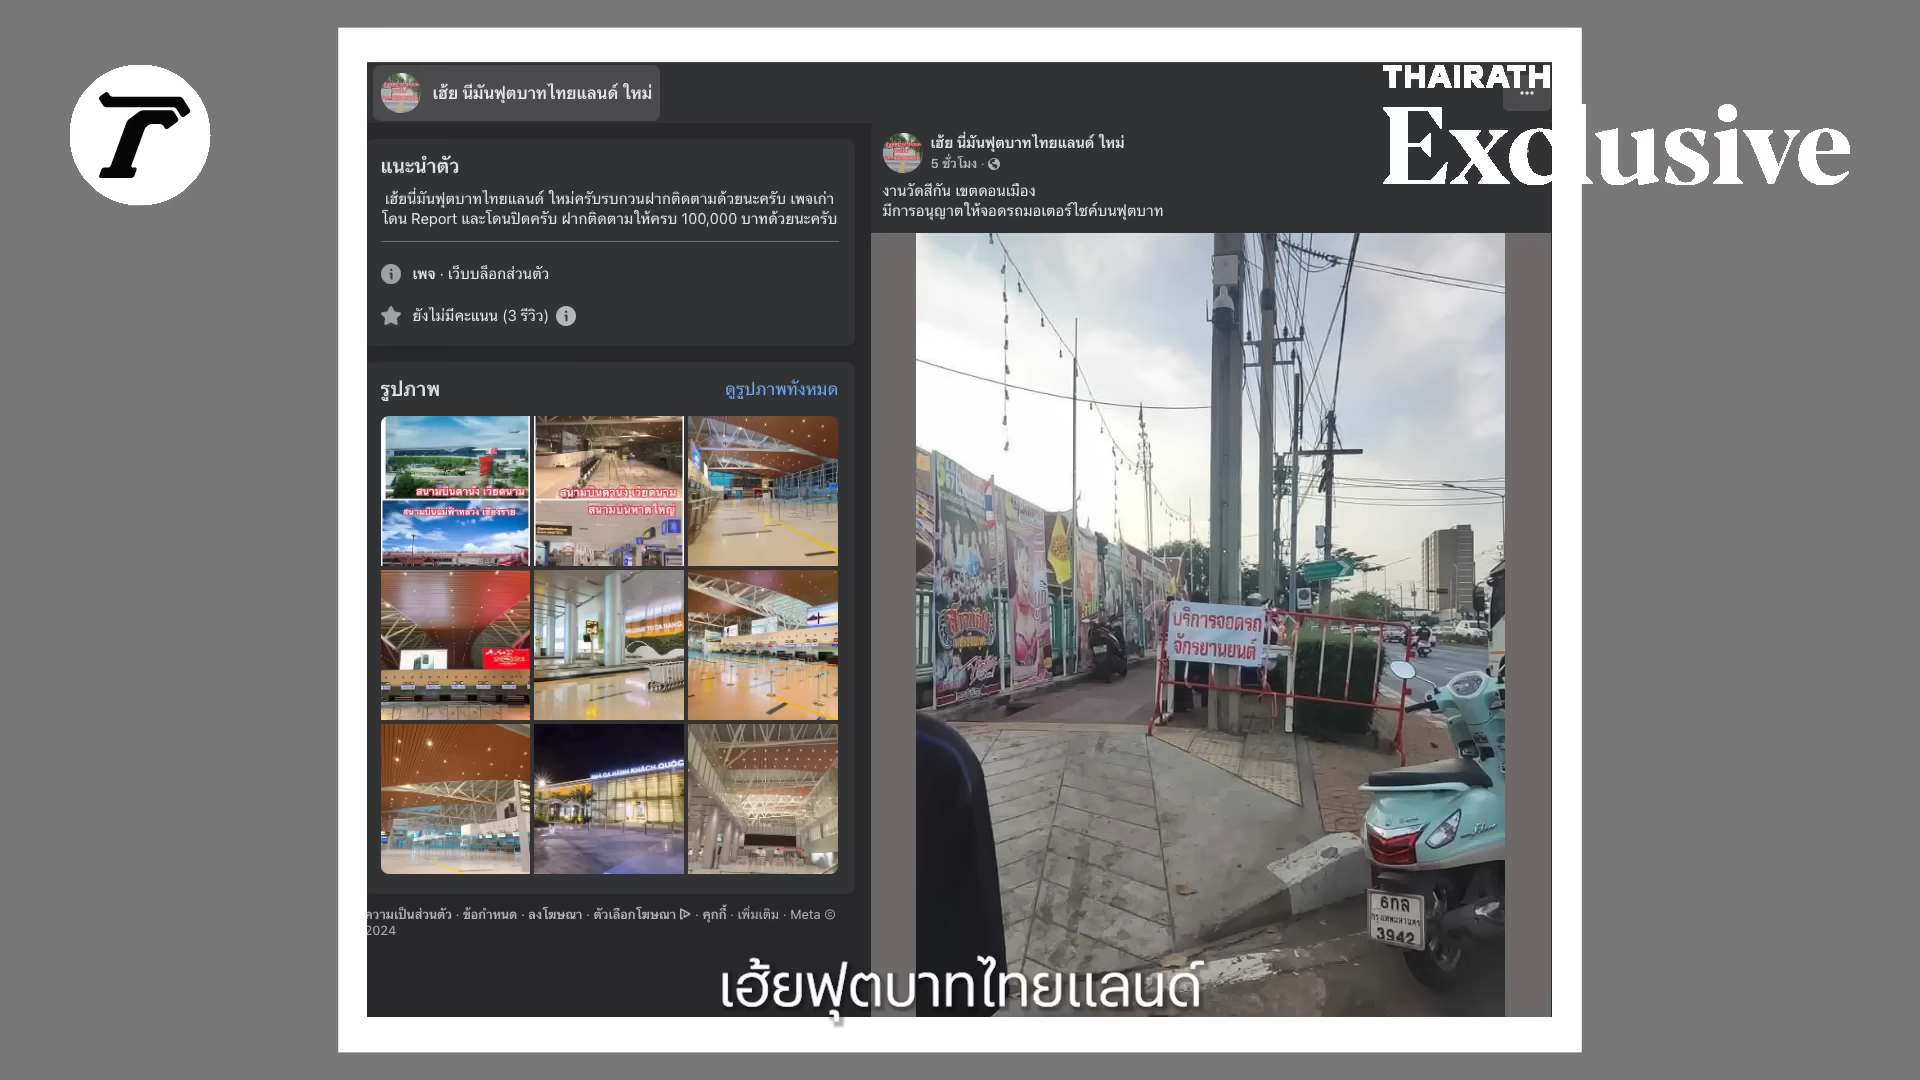 THAIRATH
Exclusive
เฮ้ย นี่มันฟุตบาทไทยแลนด์ ใหม่
แนะนำตัว
เฮ้ยนี่มันฟุตบาทไทยแลนด์ ใหม่ครับรบกวนฝากติดตามด้วยนะครับ เพจเก่า
โดน Report และโดนปิดครับ ฝากติดตามให้ครบ 100,000 บาทด้วยนะครับ
เพจ · เว็บบล็อกส่วนตัว
ยังไม่มีคะแนน (3 รีวิว)
รูปภาพ
ดูรูปภาพทั้งหมด
สนามบินดานัง เวียดนาม
สนามบินแม่ฟ้าหลวง เชียงราย
สนามบินดานัง เวียดนาม
สนามบินหาดใหญ่
ความเป็นส่วนตัว · ข้อกำหนด · ลงโฆษณา · ตัวเลือกโฆษณา · คุกกี้ · เพิ่มเติม · Meta ©
2024
เฮ้ย นี่มันฟุตบาทไทยแลนด์ ใหม่
5 ชั่วโมง ·
งานวัดสีกัน เขตดอนเมือง
มีการอนุญาตให้จอดรถมอเตอร์ไซค์บนฟุตบาท
บริการจอดรถ
จักรยานยนต์
6กล
กรุงเทพมหานคร
3942
เฮ้ยฟุตบาทไทยแลนด์